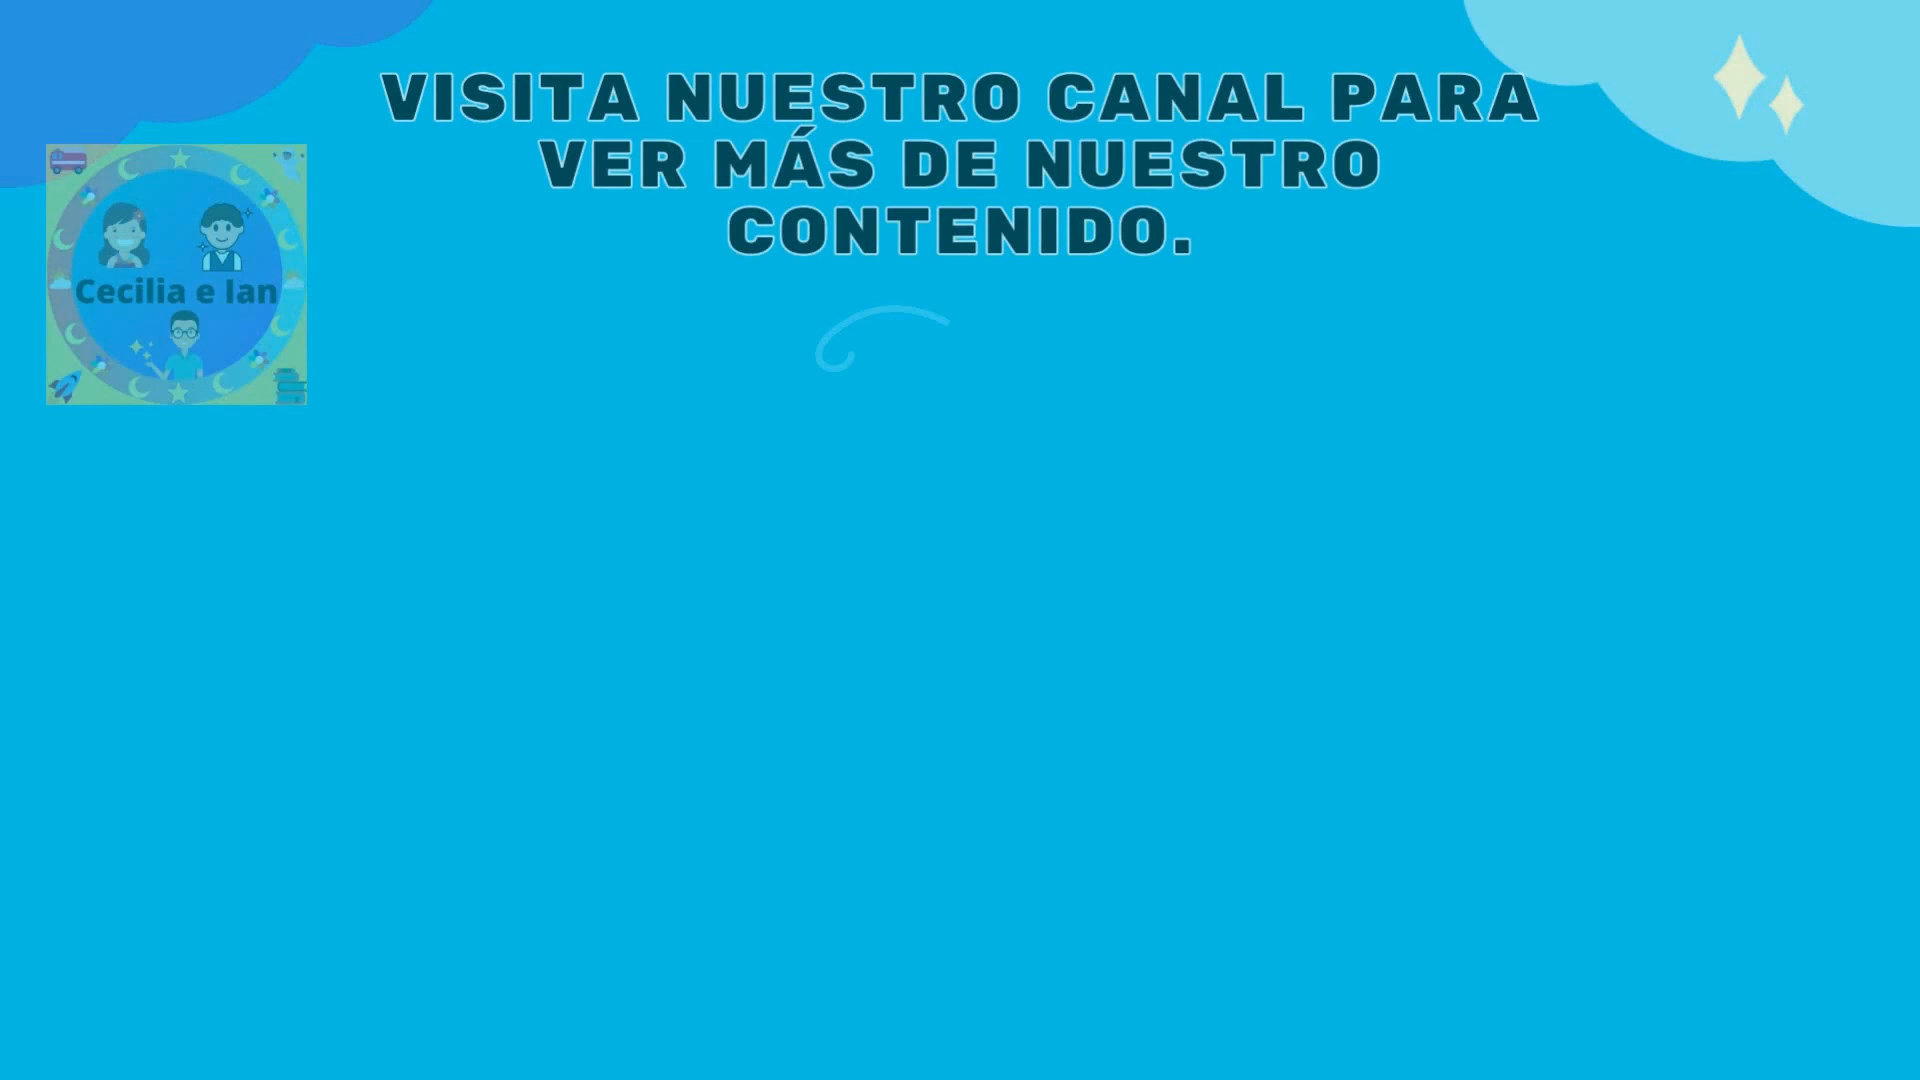 VISITA NUESTRO CANAL PARA
VER MÁS DE NUESTRO
CONTENIDO.
Cecilia e Ian